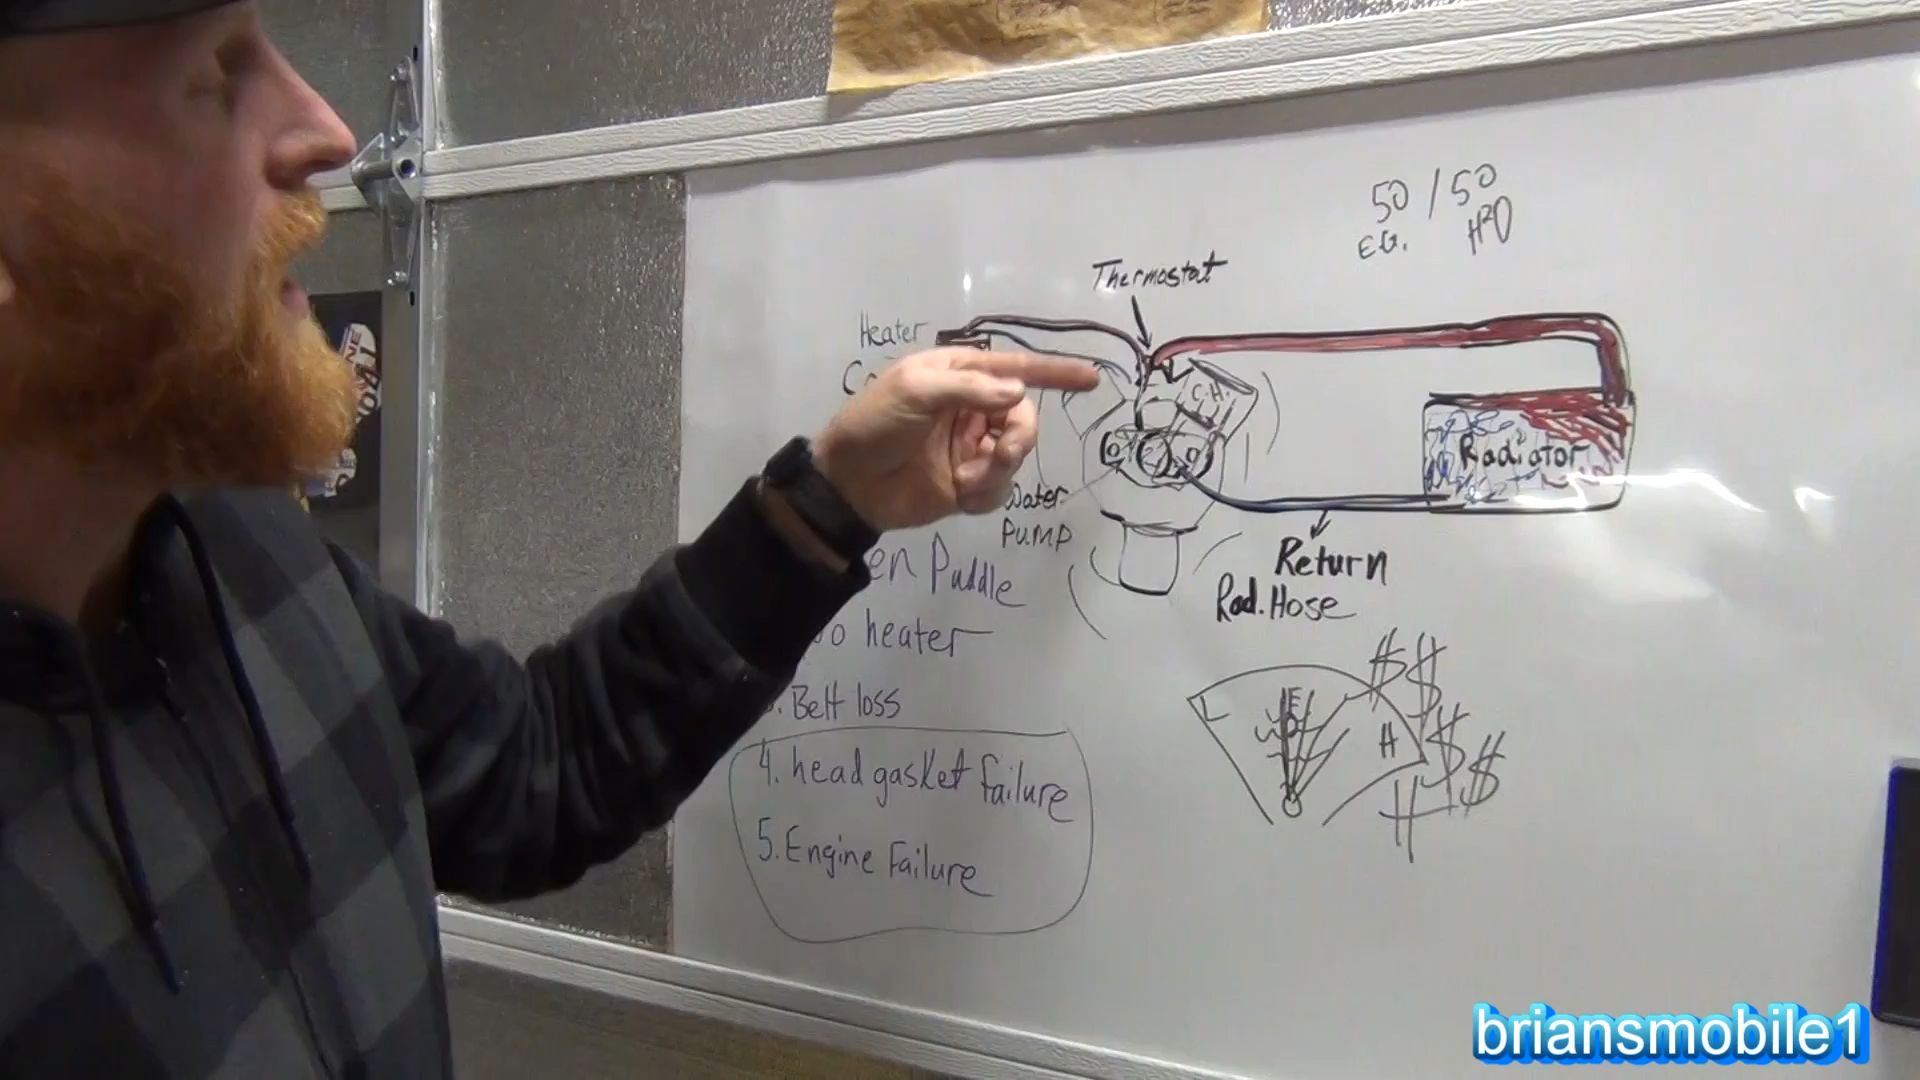 50 / 50
E.G. H2O
Thermostat
Heater
C.H.
Radiator
Water
Pump
Return
Rad. Hose
en Puddle
heater
Belt loss
4. head gasket failure
5. Engine Failure
L
H
$$
$$
briansmobile1